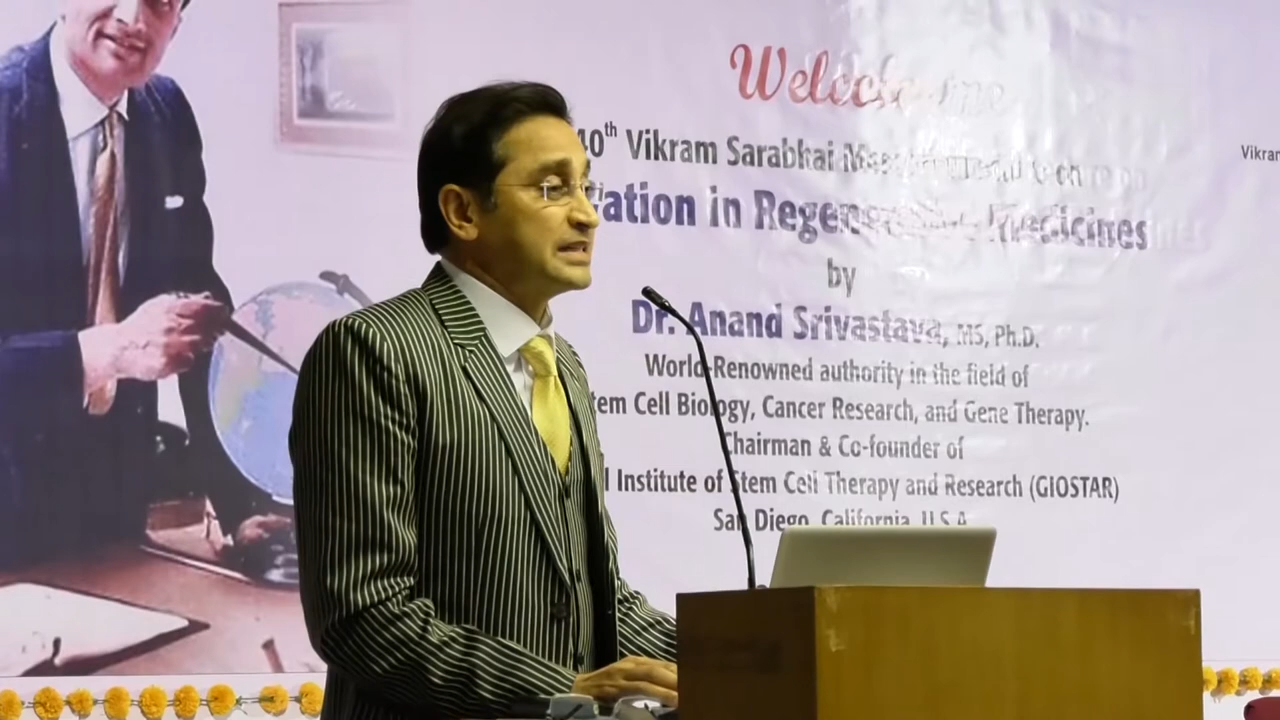 Welcome
40th Vikram Sarabhai
ation in Regenerative Medicines
by
Dr. Anand Srivastava, MS, Ph.D.
World-Renowned authority in the field of
tem Cell Biology, Cancer Research, and Gene Therapy.
Chairman & Co-founder of
l Institute of Stem Cell Therapy and Research (GIOSTAR)
San Diego, California, U.S.A.
Vikram